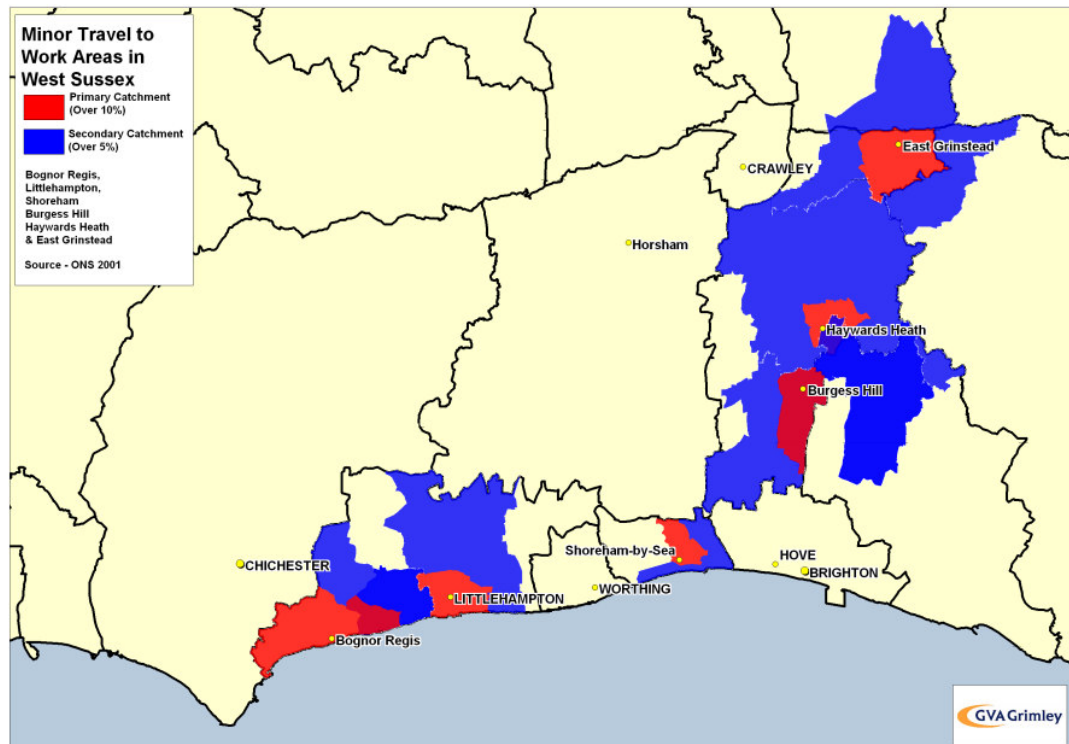 Minor Travel to
Work Areas in
West Sussex
Primary Catchment
(Over 10%)
Secondary Catchment
(Over 5%)
Bognor Regis,
Littlehampton,
Shoreham
Burgess Hill
Haywards Heath
& East Grinstead
Source - ONS 2001
East Grinstead
CRAWLEY
Horsham
Haywards Heath
Burgess Hill
Shoreham-by-Sea
HOVE
CHICHESTER
BRIGHTON
WORTHING
LITTLEHAMPTON
Bognor Regis
GVA Grimley